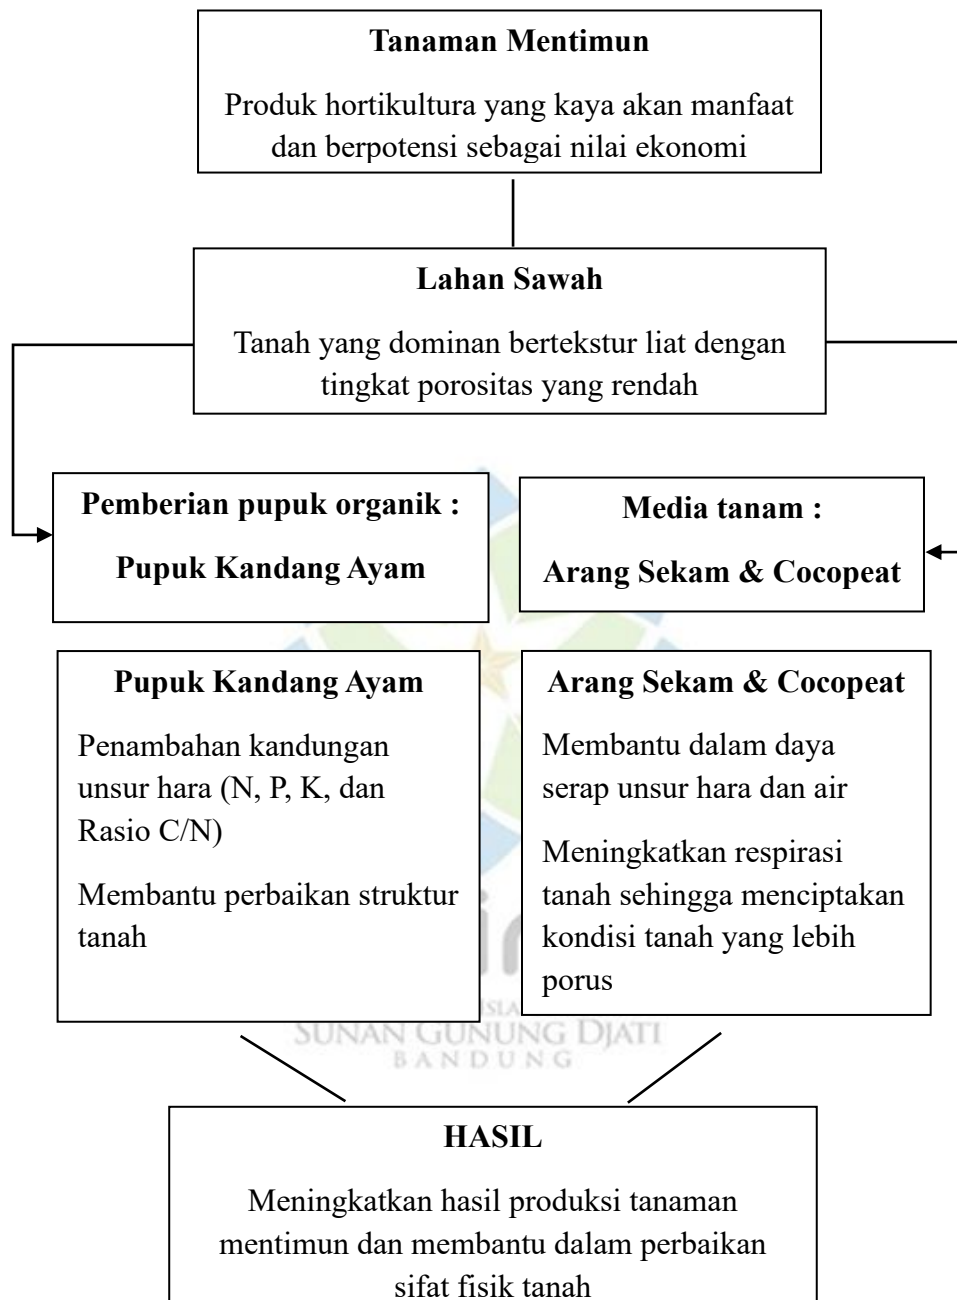 Tanaman Mentimun
Produk hortikultura yang kaya akan manfaat
dan berpotensi sebagai nilai ekonomi
Lahan Sawah
Tanah yang dominan bertekstur liat dengan
tingkat porositas yang rendah
Pemberian pupuk organik :
Pupuk Kandang Ayam
Media tanam :
Arang Sekam & Cocopeat
Pupuk Kandang Ayam
Penambahan kandungan
unsur hara (N, P, K, dan
Rasio C/N)
Membantu perbaikan struktur
tanah
Arang Sekam & Cocopeat
Membantu dalam daya
serap unsur hara dan air
Meningkatkan respirasi
tanah sehingga menciptakan
kondisi tanah yang lebih
porus
SUNAN GUNUNG DJATI
BANDUNG
HASIL
Meningkatkan hasil produksi tanaman
mentimun dan membantu dalam perbaikan
sifat fisik tanah